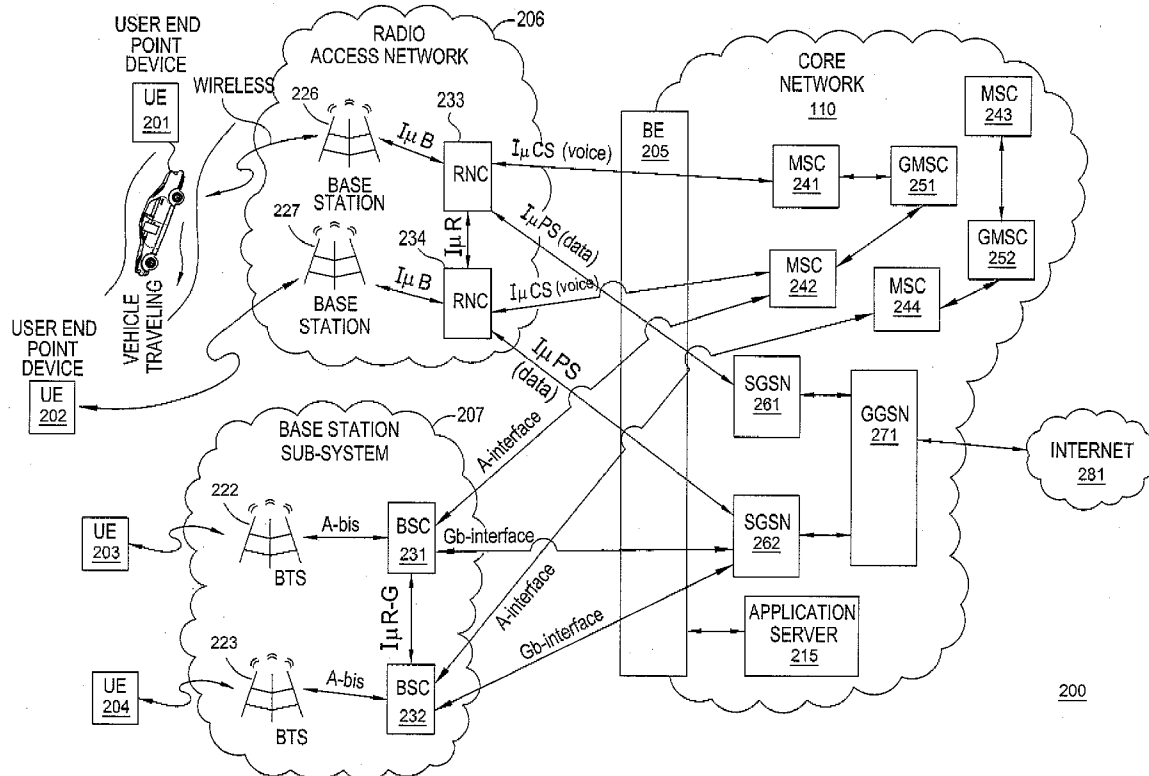 USER END
POINT
DEVICE
UE
201
WIRELESS
VEHICLE
TRAVELING
USER END
POINT
DEVICE
UE
202
206
RADIO
ACCESS NETWORK
226
BASE
STATION
227
BASE
STATION
IμB
IμB
233
RNC
IμR
234
RNC
IμCS (voice)
IμPS (data)
IμCS (voice)
IμPS
(data)
CORE
NETWORK
110
BE
205
MSC
241
GMSC
251
MSC
243
MSC
242
MSC
244
GMSC
252
SGSN
261
GGSN
271
INTERNET
281
SGSN
262
APPLICATION
SERVER
215
207
BASE STATION
SUB-SYSTEM
UE
203
222
BTS
A-bis
BSC
231
A-interface
Gb-interface
IμR-G
UE
204
223
BTS
A-bis
BSC
232
A-interface
Gb-interface
200